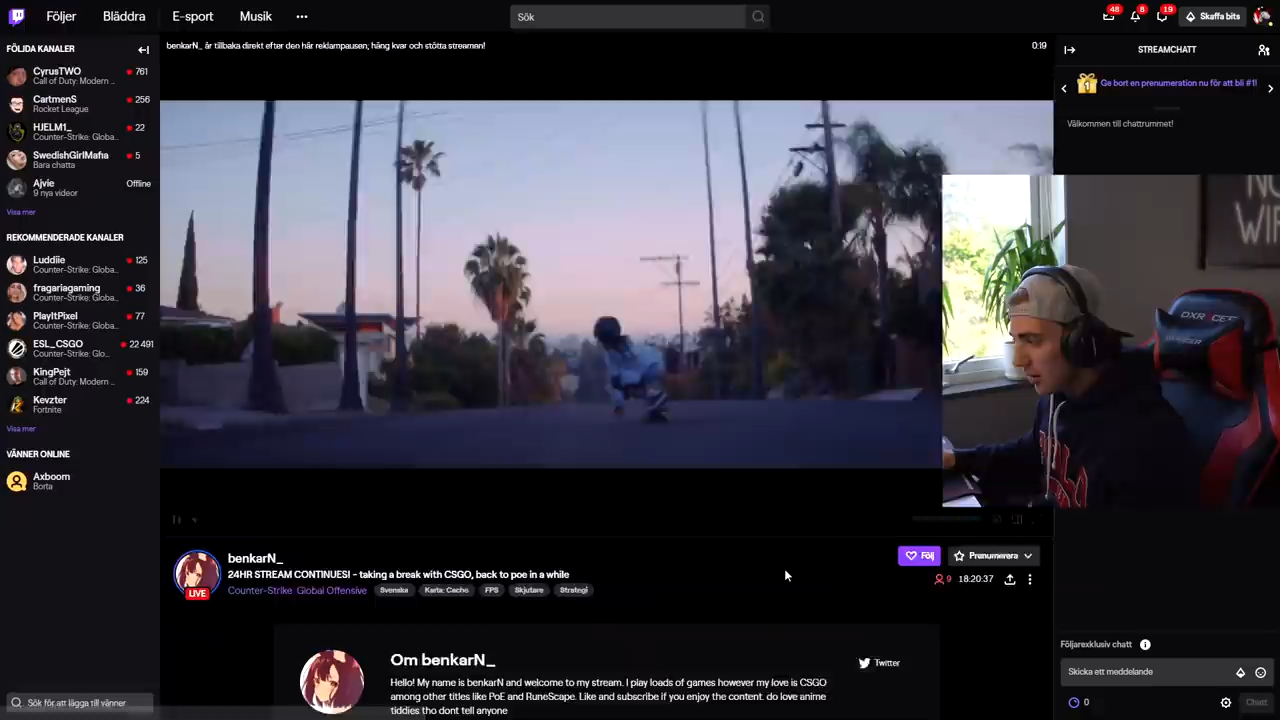 Följer
Bläddra
E-sport
Musik
Sök
48
8
19
Skaffa bits
FÖLJDA KANALER
CyrusTWO
761
Call of Duty: Modern ...
CartmenS
256
Rocket League
HJELM1_
22
Counter-Strike: Globa...
SwedishGirlMafia
5
Bara chatta
Ajvie
Offline
9 nya videor
Visa mer
REKOMMENDERADE KANALER
Luddiie
125
Counter-Strike: Globa...
fragariagaming
36
Counter-Strike: Globa...
PlayItPixel
77
Counter-Strike: Globa...
ESL_CSGO
22 491
Counter-Strike: Glo...
KingPejt
159
Call of Duty: Modern ...
Kevzter
224
Fortnite
Visa mer
VÄNNER ONLINE
Axboom
Borta
Sök för att lägga till vänner
benkarN_ är tillbaka direkt efter den här reklampausen; häng kvar och stötta streamen!
0:19
benkarN_
24HR STREAM CONTINUES! - taking a break with CSGO, back to poe in a while
Counter-Strike: Global Offensive
Svenska
Karta: Cache
FPS
Skjutare
Strategi
LIVE
Följ
Prenumerera
9
18:20:37
Om benkarN_
Twitter
Hello! My name is benkarN and welcome to my stream. I play loads of games however my love is CSGO
among other titles like PoE and RuneScape. Like and subscribe if you enjoy the content. do love anime
tiddies tho dont tell anyone
STREAMCHATT
1
Ge bort en prenumeration nu för att bli #1!
Välkommen till chattrummet!
DXRACER
Följarexklusiv chatt
Skicka ett meddelande
0
Chatt